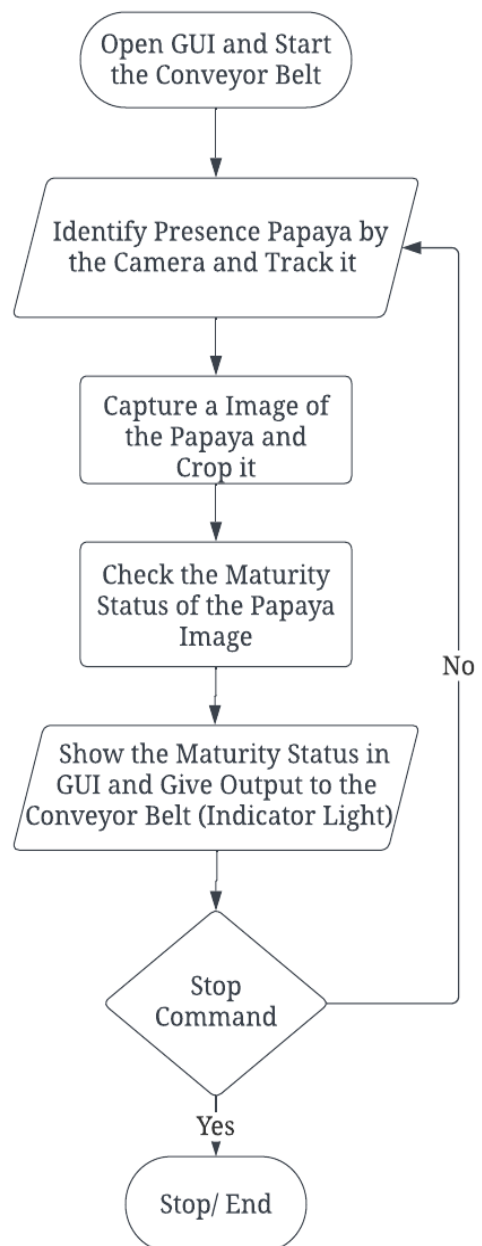 Open GUI and Start
the Conveyor Belt
Identify Presence Papaya by
the Camera and Track it
Capture a Image of
the Papaya and
Crop it
Check the Maturity
Status of the Papaya
Image
No
Show the Maturity Status in
GUI and Give Output to the
Conveyor Belt (Indicator Light)
Stop
Command
Yes
Stop/ End